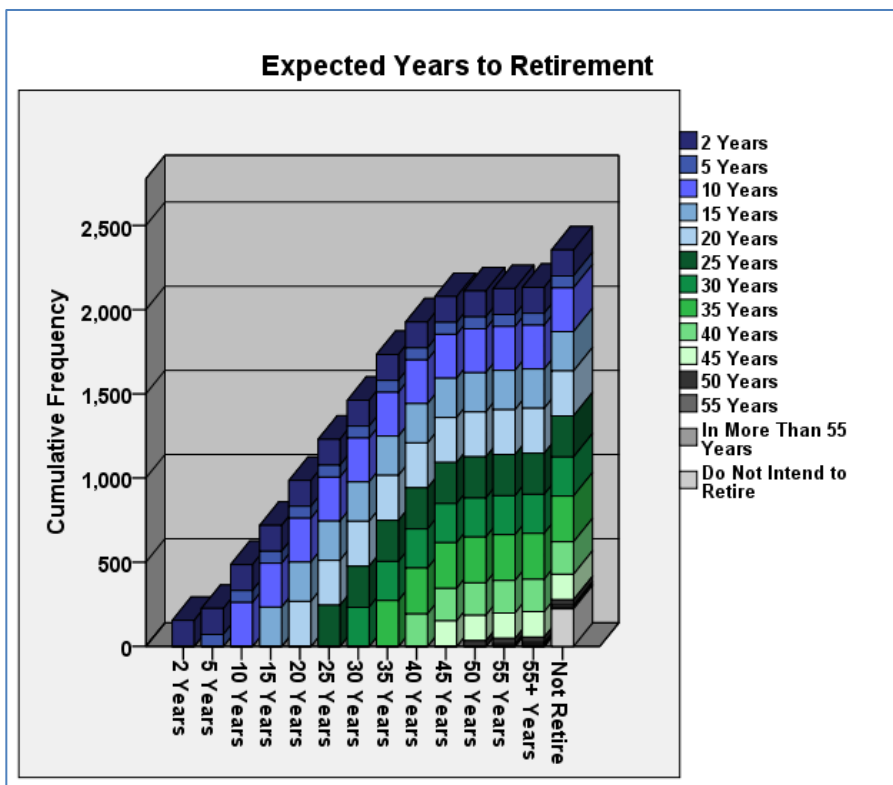 Expected Years to Retirement
2,500
2,000
1,500
1,000
500
0
Cumulative Frequency
2 Years
5 Years
10 Years
15 Years
20 Years
25 Years
30 Years
35 Years
40 Years
45 Years
50 Years
55 Years
55+ Years
Not Retire
2 Years
5 Years
10 Years
15 Years
20 Years
25 Years
30 Years
35 Years
40 Years
45 Years
50 Years
55 Years
In More Than 55
Years
Do Not Intend to
Retire